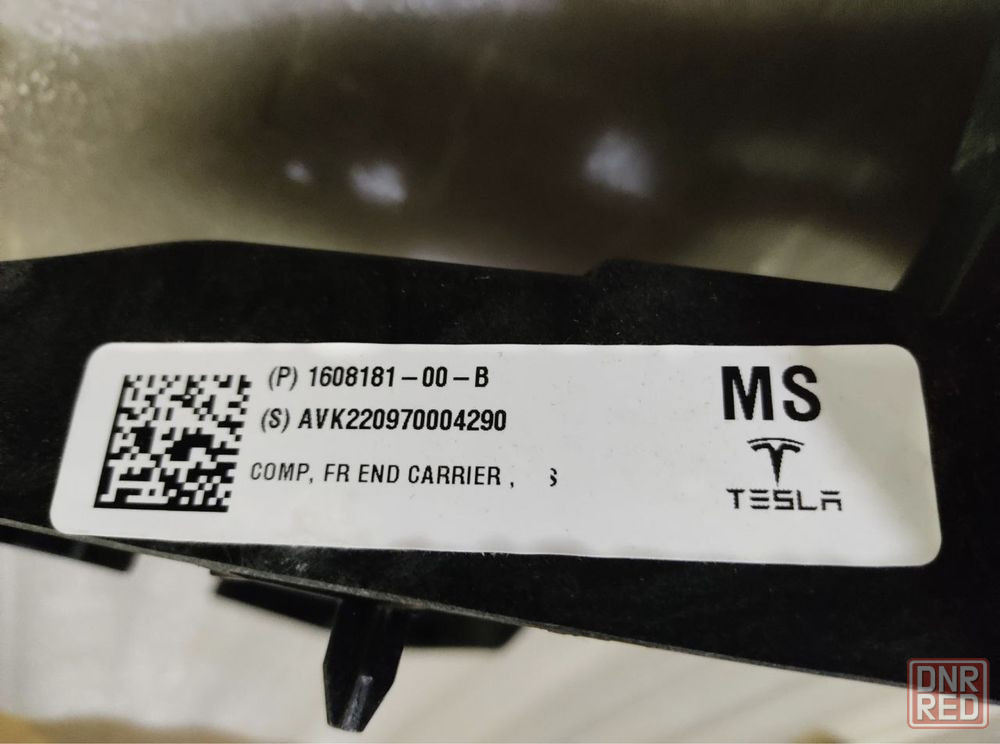 (P) 1608181-00-B
(S) AVK220970004290
COMP, FR END CARRIER ,
MS
TESLA
DNR
RED